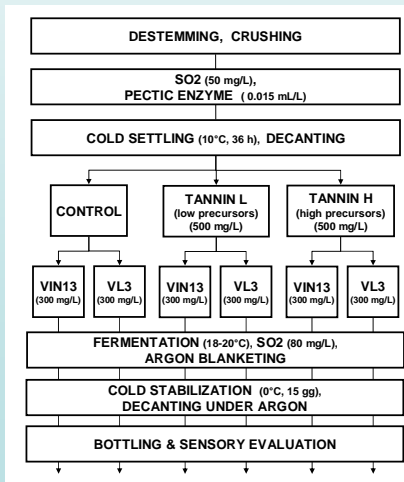 DESTEMMING, CRUSHING
SO2 (50 mg/L),
PECTIC ENZYME ( 0.015 mL/L)
COLD SETTLING (10°C, 36 h), DECANTING
CONTROL
TANNIN L
(low precursors)
(500 mg/L)
TANNIN H
(high precursors)
(500 mg/L)
VIN13
(300 mg/L)
VL3
(300 mg/L)
VIN13
(300 mg/L)
VL3
(300 mg/L)
VIN13
(300 mg/L)
VL3
(300 mg/L)
FERMENTATION (18-20°C), SO2 (80 mg/L),
ARGON BLANKETING
COLD STABILIZATION (0°C, 15 gg),
DECANTING UNDER ARGON
BOTTLING & SENSORY EVALUATION